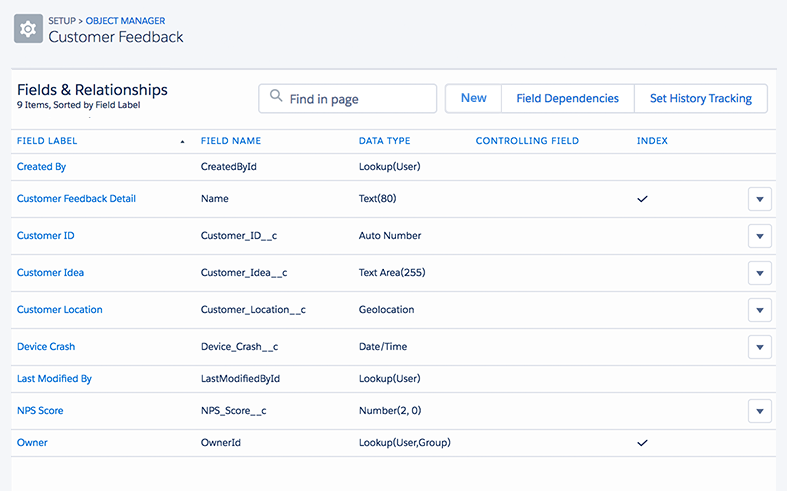 SETUP > OBJECT MANAGER
Customer Feedback
Fields & Relationships
9 Items, Sorted by Field Label
Find in page
New
Field Dependencies
Set History Tracking
FIELD LABEL FIELD NAME DATA TYPE CONTROLLING FIELD INDEX
Created By CreatedById Lookup(User)
Customer Feedback Detail Name Text(80)
Customer ID Customer_ID__c Auto Number
Customer Idea Customer_Idea__c Text Area(255)
Customer Location Customer_Location__c Geolocation
Device Crash Device_Crash__c Date/Time
Last Modified By LastModifiedById Lookup(User)
NPS Score NPS_Score__c Number(2, 0)
Owner OwnerId Lookup(User,Group)